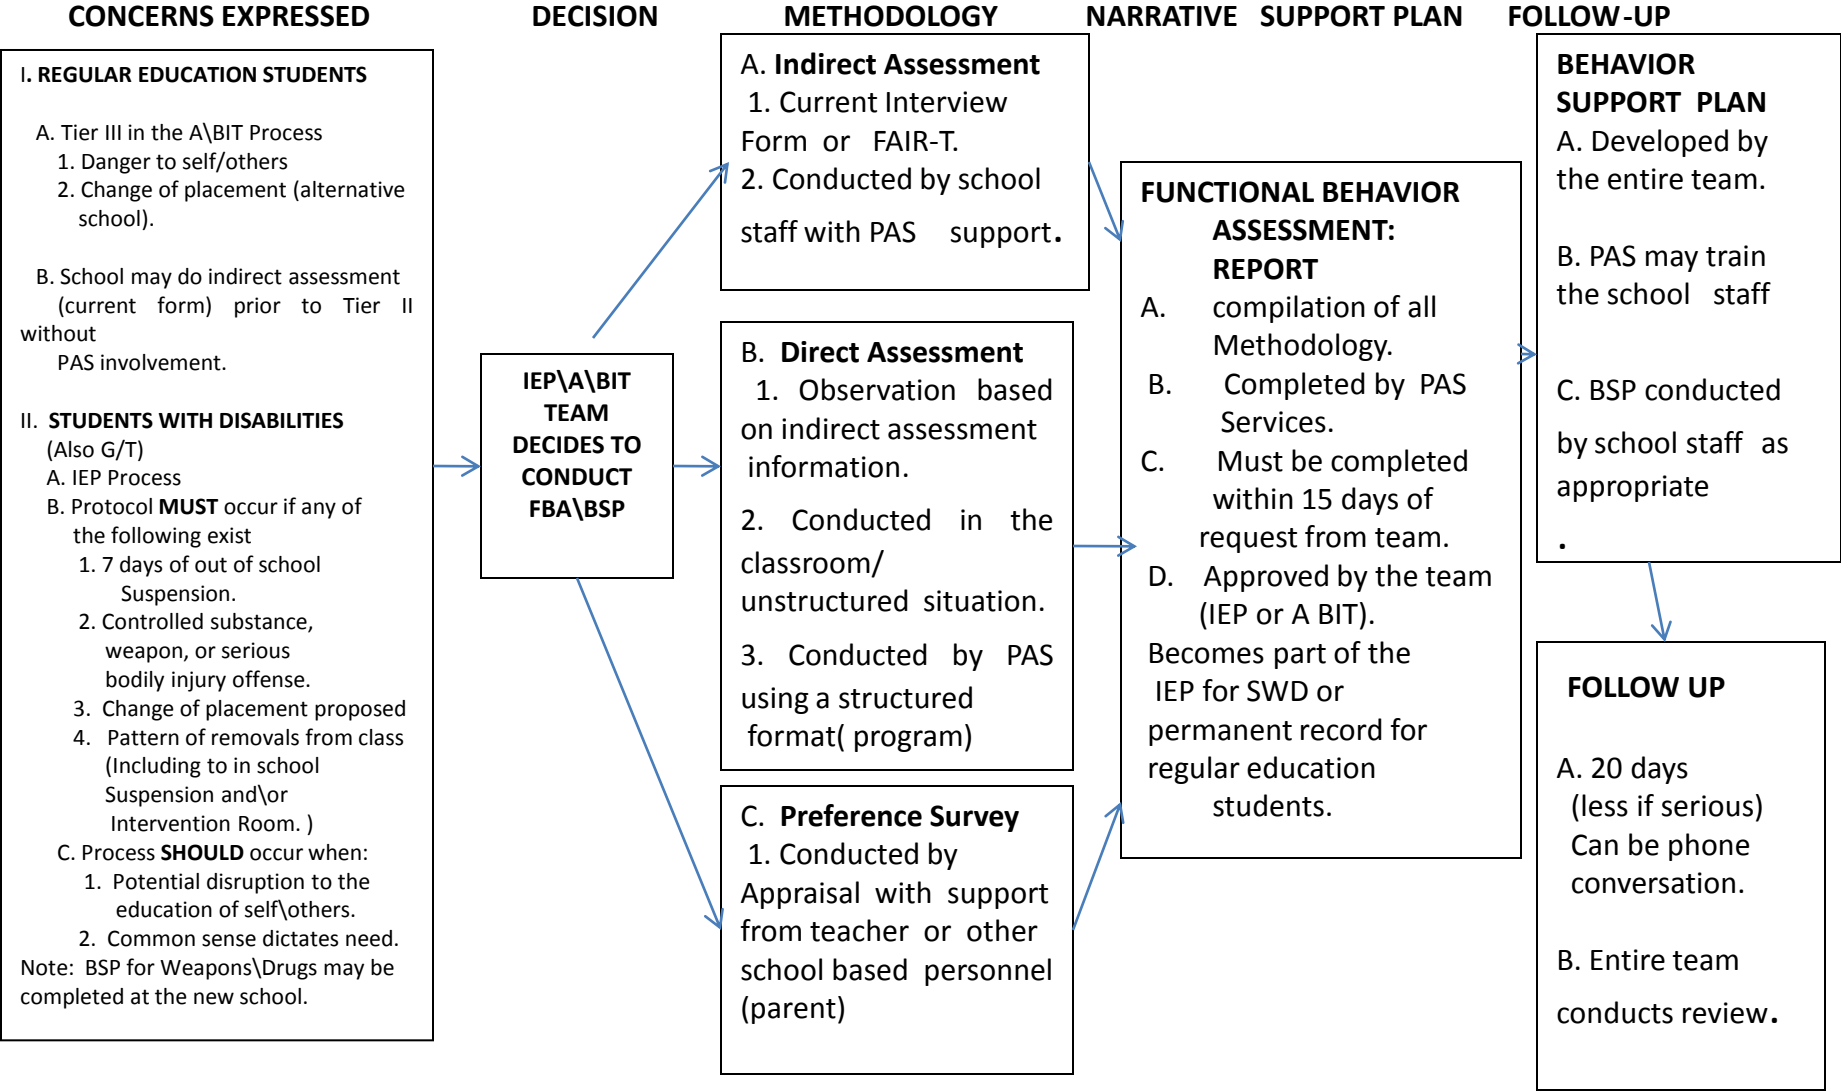 CONCERNS EXPRESSED DECISION METHODOLOGY NARRATIVE SUPPORT PLAN FOLLOW-UP
I. REGULAR EDUCATION STUDENTS
A. Tier III in the A\BIT Process
1. Danger to self/others
2. Change of placement (alternative
school).
B. School may do indirect assessment
(current form) prior to Tier II
without
PAS involvement.
II. STUDENTS WITH DISABILITIES
(Also G/T)
A. IEP Process
B. Protocol MUST occur if any of
the following exist
1. 7 days of out of school
Suspension.
2. Controlled substance,
weapon, or serious
bodily injury offense.
3. Change of placement proposed
4. Pattern of removals from class
(Including to in school
Suspension and\or
Intervention Room. )
C. Process SHOULD occur when:
1. Potential disruption to the
education of self\others.
2. Common sense dictates need.
Note: BSP for Weapons\Drugs may be
completed at the new school.
IEP\A\BIT
TEAM
DECIDES TO
CONDUCT
FBA\BSP
A. Indirect Assessment
1. Current Interview
Form or FAIR-T.
2. Conducted by school
staff with PAS support.
B. Direct Assessment
1. Observation based
on indirect assessment
information.
2. Conducted in the
classroom/
unstructured situation.
3. Conducted by PAS
using a structured
format( program)
C. Preference Survey
1. Conducted by
Appraisal with support
from teacher or other
school based personnel
(parent)
FUNCTIONAL BEHAVIOR
ASSESSMENT:
REPORT
A. compilation of all
Methodology.
B. Completed by PAS
Services.
C. Must be completed
within 15 days of
request from team.
D. Approved by the team
(IEP or A BIT).
Becomes part of the
IEP for SWD or
permanent record for
regular education
students.
BEHAVIOR
SUPPORT PLAN
A. Developed by
the entire team.
B. PAS may train
the school staff
C. BSP conducted
by school staff as
appropriate
.
FOLLOW UP
A. 20 days
(less if serious)
Can be phone
conversation.
B. Entire team
conducts review.